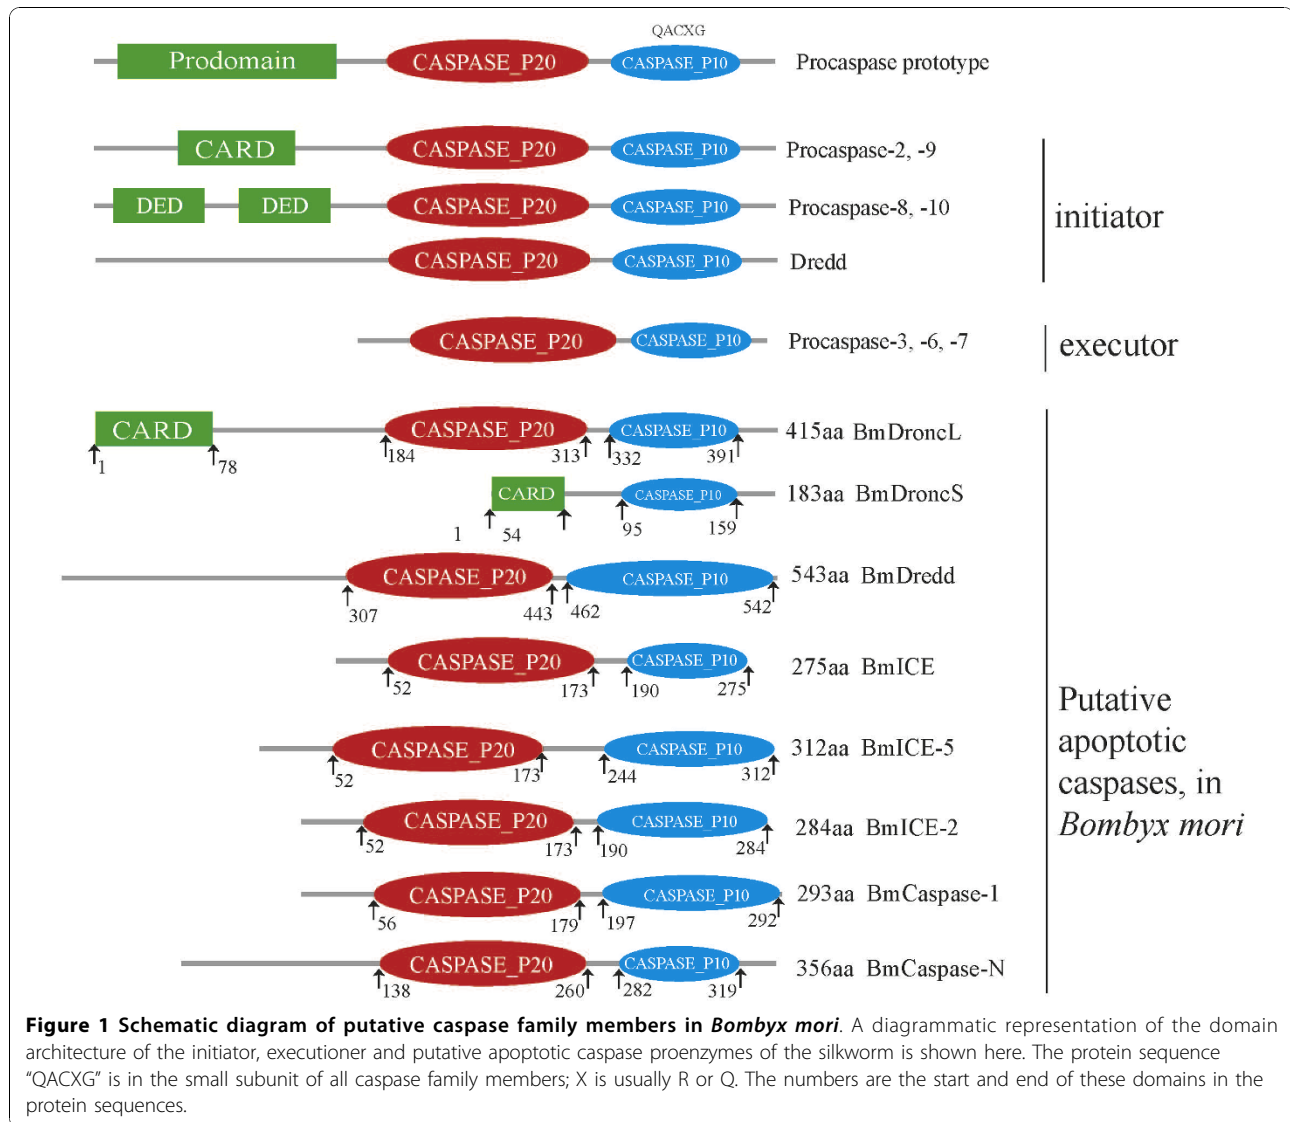 QACXG
Prodomain CASPASE_P20 CASPASE_P10 Procaspase prototype
CARD CASPASE_P20 CASPASE_P10 Procaspase-2, -9
DED DED CASPASE_P20 CASPASE_P10 Procaspase-8, -10
initiator
CASPASE_P20 CASPASE_P10 Dredd
CASPASE_P20 CASPASE_P10 Procaspase-3, -6, -7
executor
CARD CASPASE_P20 CASPASE_P10 415aa BmDroncL
1 78 184 313 332 391
CARD CASPASE_P10 183aa BmDroncS
1 54 95 159
CASPASE_P20 CASPASE_P10 543aa BmDredd
307 443 462 542
CASPASE_P20 CASPASE_P10 275aa BmICE
52 173 190 275
Putative
apoptotic
caspases, in
Bombyx mori
CASPASE_P20 CASPASE_P10 312aa BmICE-5
52 173 244 312
CASPASE_P20 CASPASE_P10 284aa BmICE-2
52 173 190 284
CASPASE_P20 CASPASE_P10 293aa BmCaspase-1
56 179 197 292
CASPASE_P20 CASPASE_P10 356aa BmCaspase-N
138 260 282 319
Figure 1 Schematic diagram of putative caspase family members in Bombyx mori. A diagrammatic representation of the domain
architecture of the initiator, executioner and putative apoptotic caspase proenzymes of the silkworm is shown here. The protein sequence
“QACXG” is in the small subunit of all caspase family members; X is usually R or Q. The numbers are the start and end of these domains in the
protein sequences.